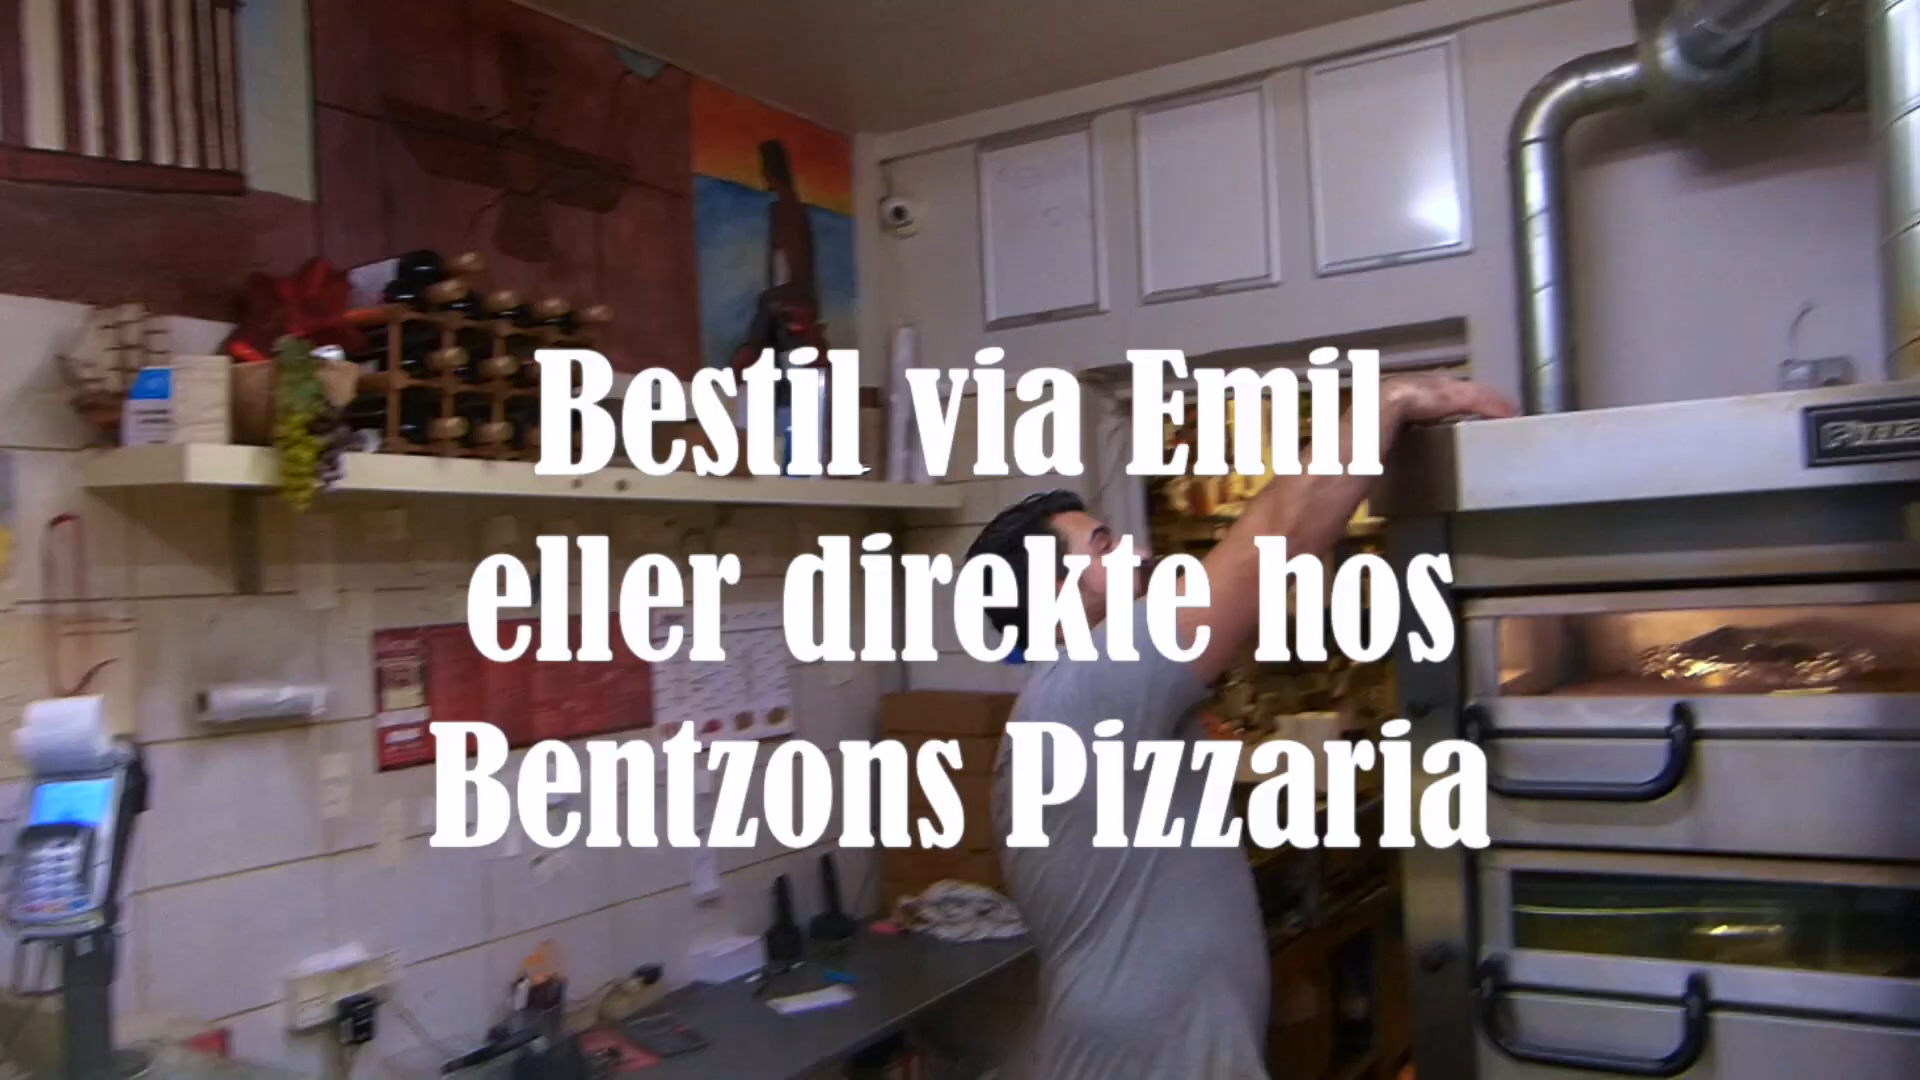 Bestil via Emil
eller direkte hos
Bentzons Pizzaria